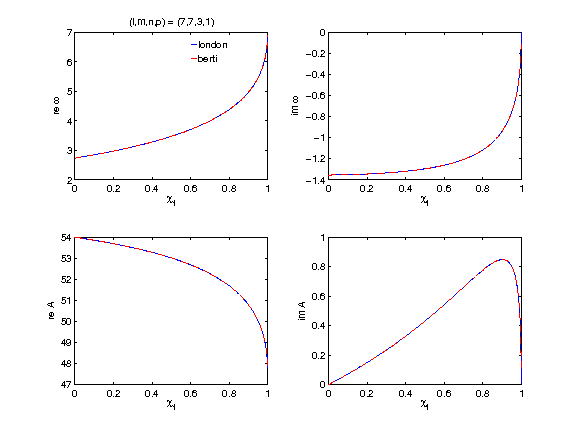 (l,m,n,p) = (7,7,3,1)
7
6
5
4
3
2
re ω
london
berti
0 0.2 0.4 0.6 0.8 1
χf
0
−0.2
−0.4
−0.6
−0.8
−1
−1.2
−1.4
im ω
0 0.2 0.4 0.6 0.8 1
χf
54
53
52
51
50
49
48
47
re A
0 0.2 0.4 0.6 0.8 1
χf
1
0.8
0.6
0.4
0.2
0
im A
0 0.2 0.4 0.6 0.8 1
χf